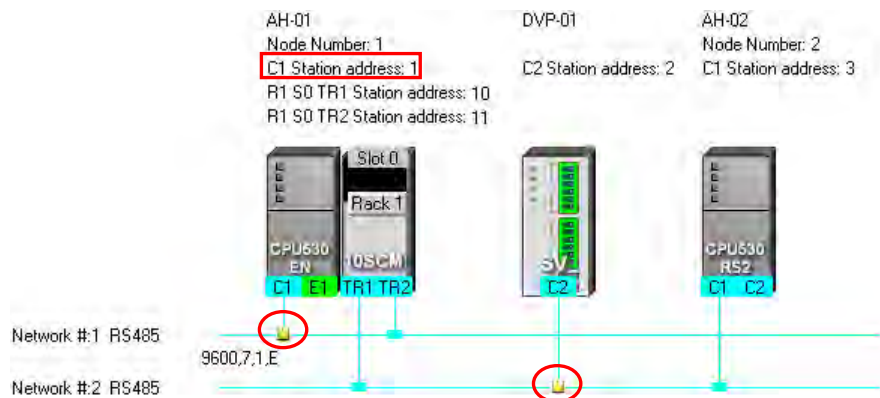 AH-01
Node Number: 1
C1 Station address: 1
R1 S0 TR1 Station address: 10
R1 S0 TR2 Station address: 11
DVP-01
C2 Station address: 2
AH-02
Node Number: 2
C1 Station address: 3
Slot 0
Rack 1
CPU530
EN
10SCM
C1 E1 TR1 TR2
SV
C2
CPU530
RS2
C1 C2
Network #:1 RS485
9600,7,1,E
Network #:2 RS485